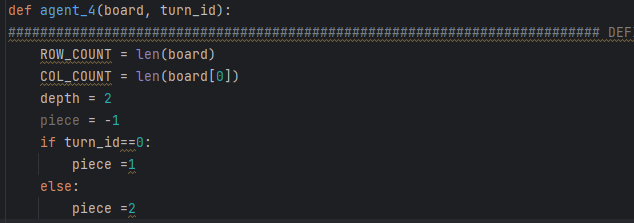 def agent_4(board, turn_id):
########################################################################## DEF
ROW_COUNT = len(board)
COL_COUNT = len(board[0])
depth = 2
piece = -1
if turn_id==0:
piece =1
else:
piece =2